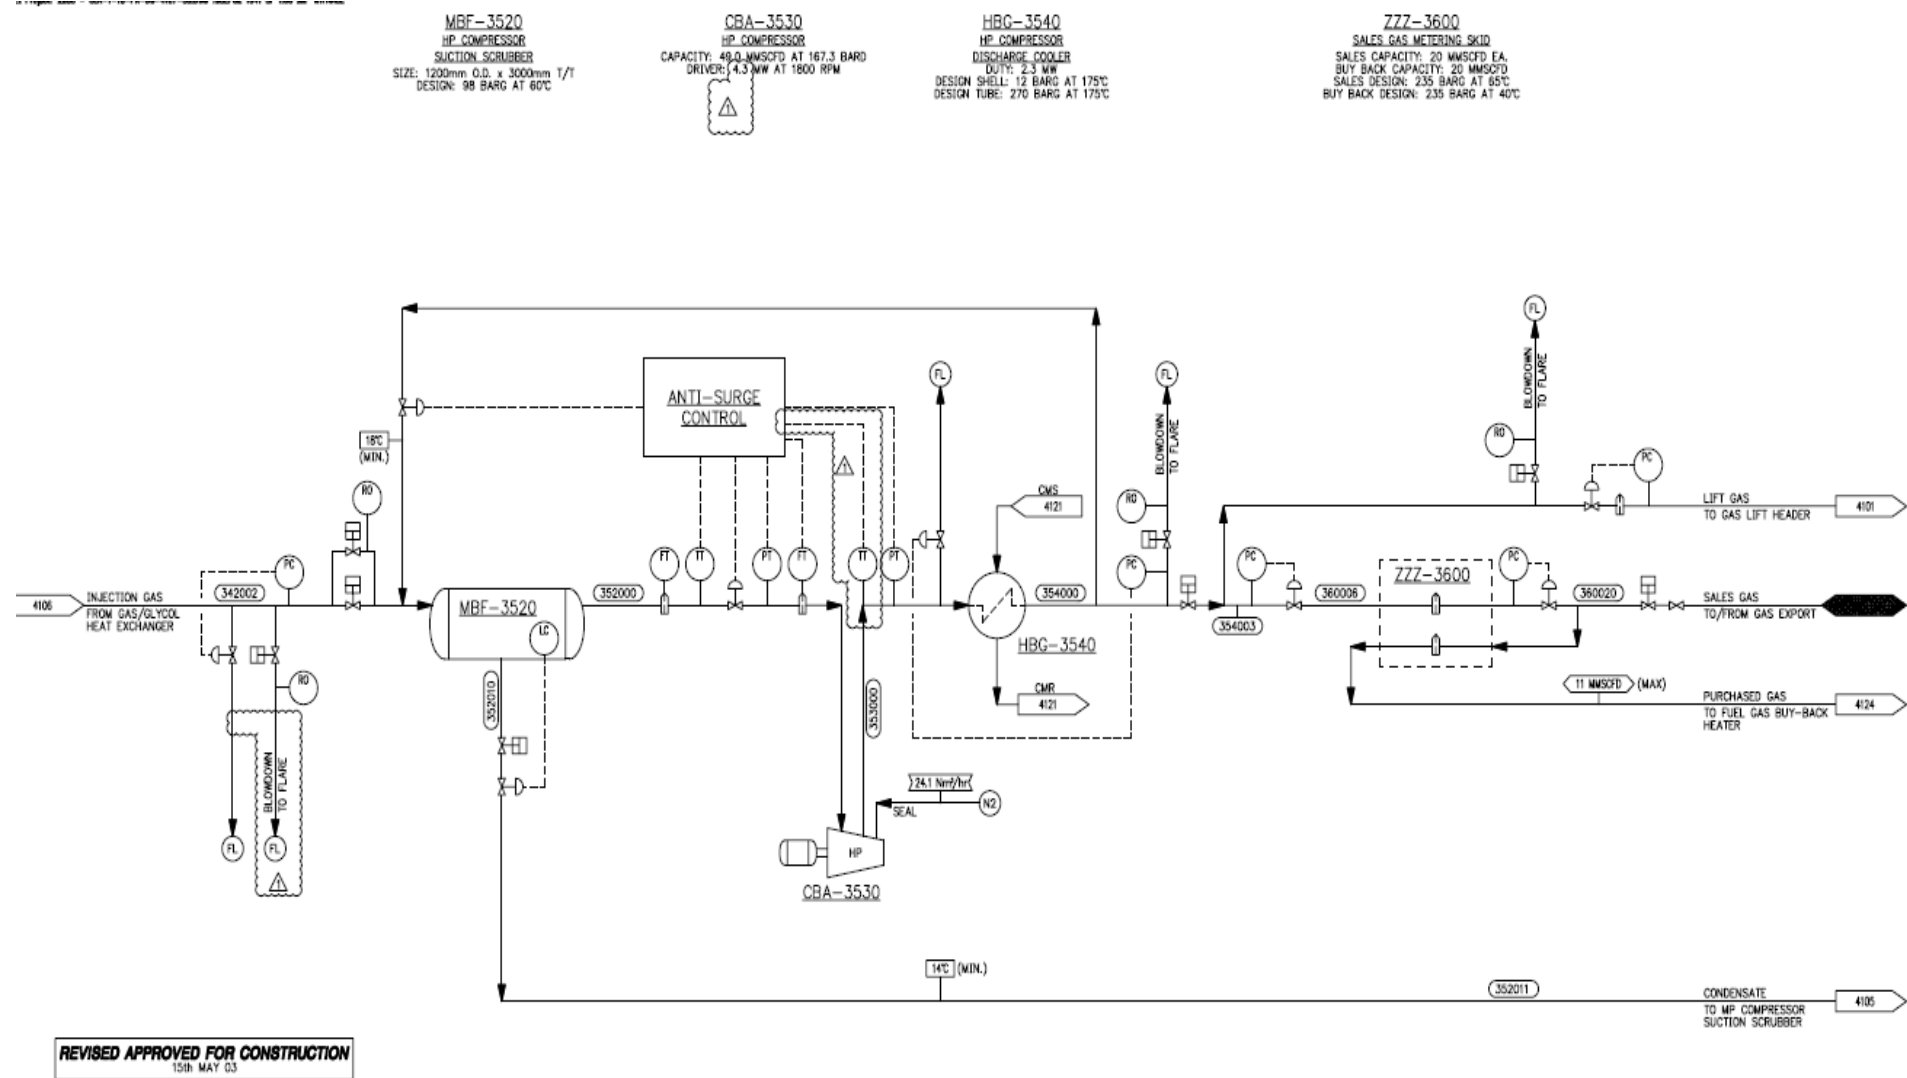 MBF-3520
HP COMPRESSOR
SUCTION SCRUBBER
SIZE: 1200mm O.D. x 3000mm T/T
DESIGN: 98 BARG AT 60°C
CBA-3530
HP COMPRESSOR
CAPACITY: 49.0 MMSCFD AT 167.3 BARD
DRIVER: 4.3 MW AT 1800 RPM
1
HBG-3540
HP COMPRESSOR
DISCHARGE COOLER
DUTY: 2.3 MW
DESIGN SHELL: 12 BARG AT 175°C
DESIGN TUBE: 270 BARG AT 175°C
ZZZ-3600
SALES GAS METERING SKID
SALES CAPACITY: 20 MMSCFD EA.
BUY BACK CAPACITY: 20 MMSCFD
SALES DESIGN: 235 BARG AT 65°C
BUY BACK DESIGN: 235 BARG AT 40°C
FL
BLOWDOWN
TO FLARE
RO
PC
LIFT GAS
TO GAS LIFT HEADER
4101
ANTI-SURGE
CONTROL
1
18°C
(MIN.)
RO
FL
FL
BLOWDOWN
TO FLARE
RO
CMS
4121
4106
INJECTION GAS
FROM GAS/GLYCOL
HEAT EXCHANGER
342002
PC
MBF-3520
LC
352000
FT
TT
PT
FT
TT
PT
354000
HBG-3540
CMR
4121
PC
PC
354003
360006
ZZZ-3600
PC
360020
SALES GAS
TO/FROM GAS EXPORT
11 MMSCFD
(MAX)
PURCHASED GAS
TO FUEL GAS BUY-BACK
HEATER
4124
RO
BLOWDOWN
TO FLARE
FL
FL
1
352010
353000
24.1 Nm³/hr
SEAL
N2
HP
CBA-3530
14°C
(MIN.)
352011
CONDENSATE
TO MP COMPRESSOR
SUCTION SCRUBBER
4105
REVISED APPROVED FOR CONSTRUCTION
15th MAY 03